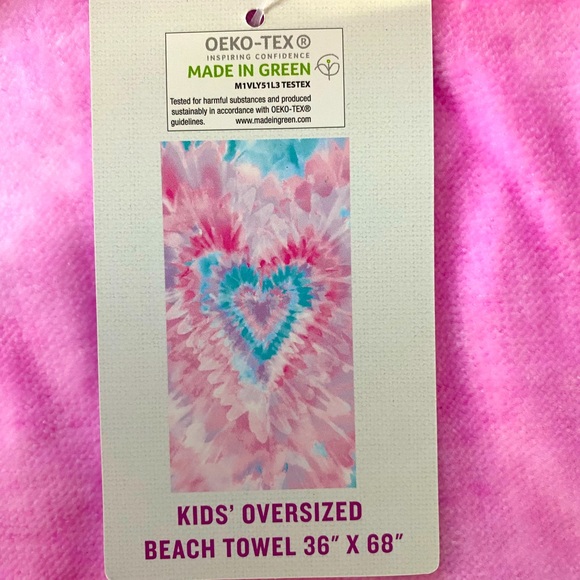 OEKO-TEX®
INSPIRING CONFIDENCE
MADE IN GREEN
M1VLY51L3 TESTEX
Tested for harmful substances and produced
sustainably in accordance with OEKO-TEX®
guidelines. www.madeingreen.com
KIDS' OVERSIZED
BEACH TOWEL 36" X 68"